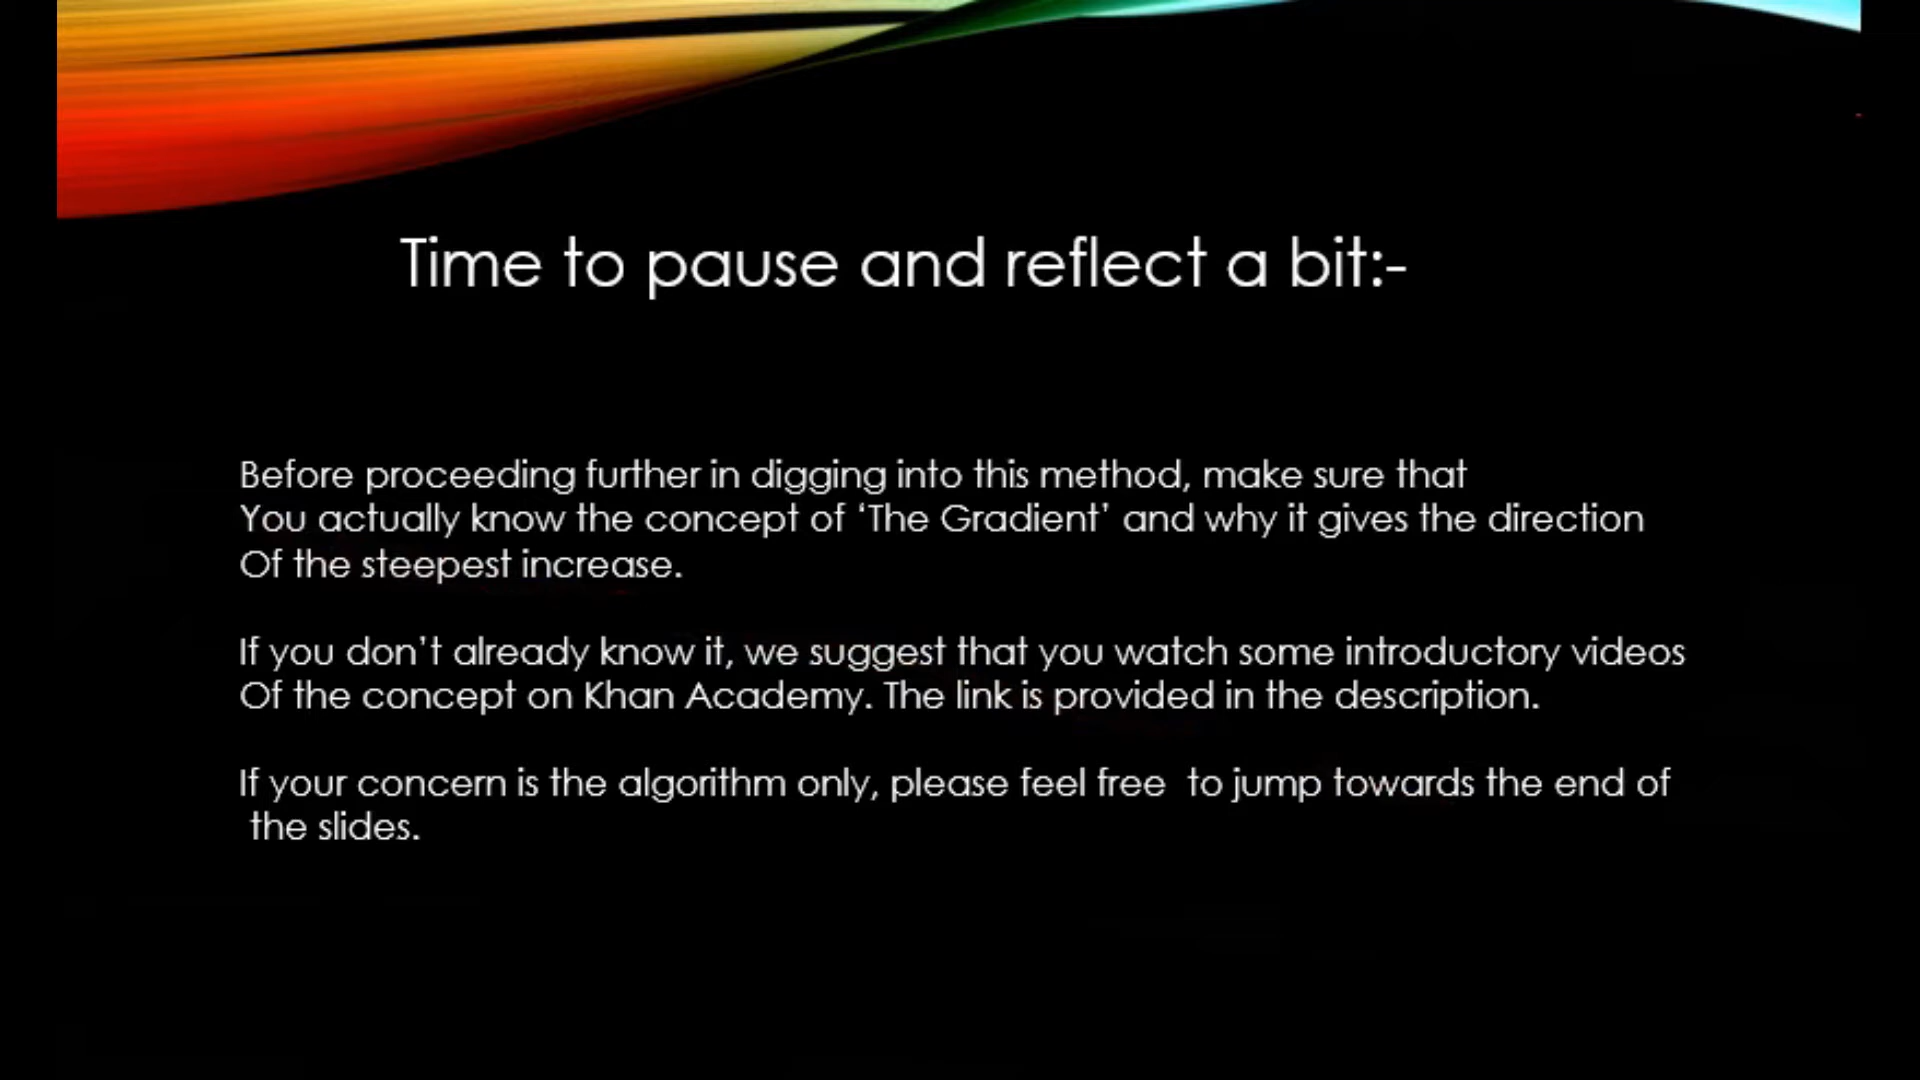 Time to pause and reflect a bit:-
Before proceeding further in digging into this method, make sure that
You actually know the concept of ‘The Gradient’ and why it gives the direction
Of the steepest increase.
If you don’t already know it, we suggest that you watch some introductory videos
Of the concept on Khan Academy. The link is provided in the description.
If your concern is the algorithm only, please feel free  to jump towards the end of
the slides.